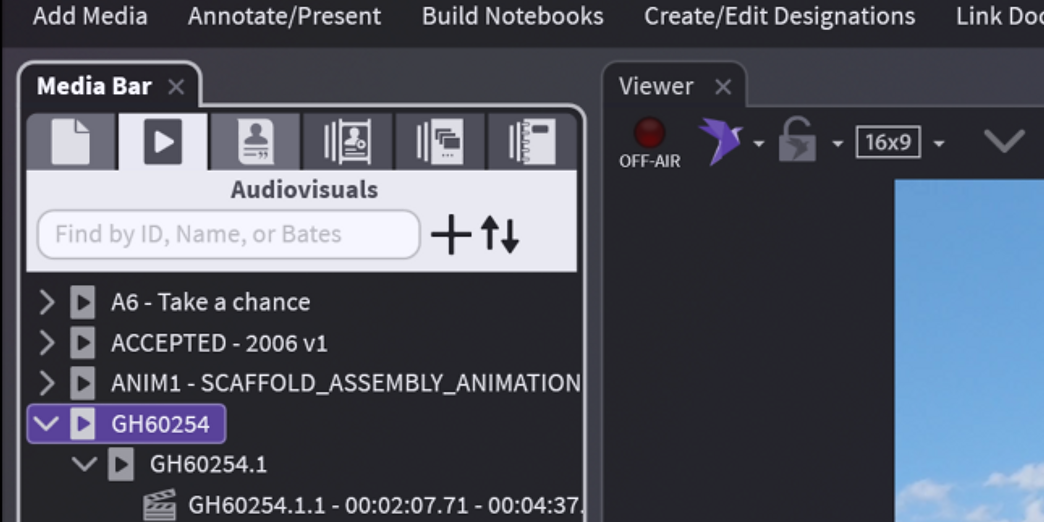 Add Media Annotate/Present Build Notebooks Create/Edit Designations Link Doc
Media Bar
Viewer
OFF-AIR
16x9
Audiovisuals
Find by ID, Name, or Bates
A6 - Take a chance
ACCEPTED - 2006 v1
ANIM1 - SCAFFOLD_ASSEMBLY_ANIMATION
GH60254
GH60254.1
GH60254.1.1 - 00:02:07.71 - 00:04:37.